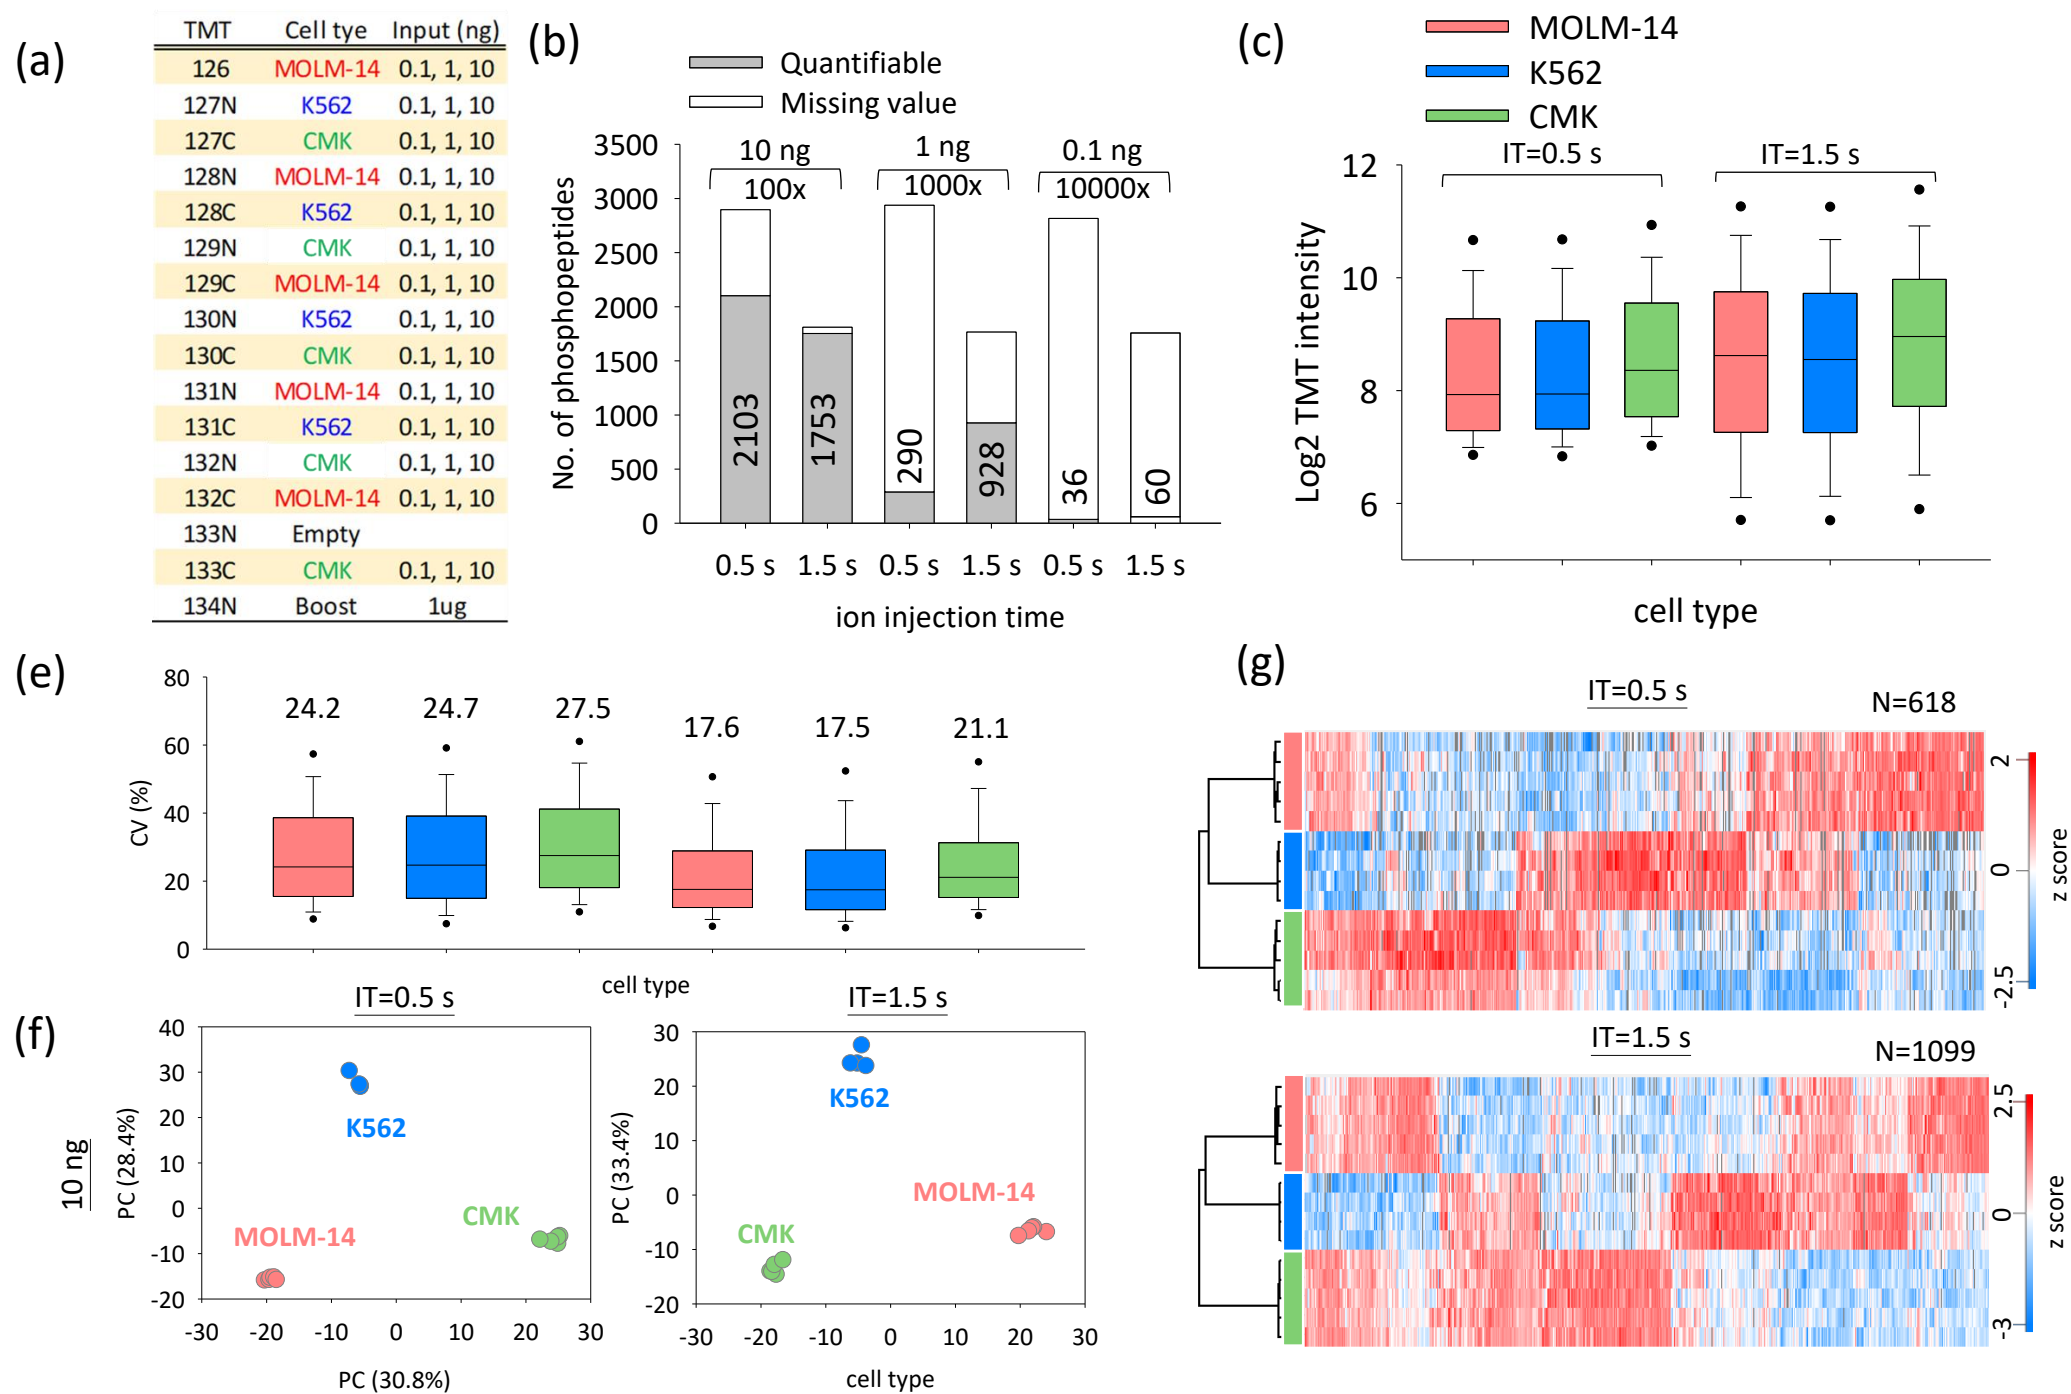 (a)
TMT Cell tye Input (ng)
126 MOLM-14 0.1, 1, 10
127N K562 0.1, 1, 10
127C CMK 0.1, 1, 10
128N MOLM-14 0.1, 1, 10
128C K562 0.1, 1, 10
129N CMK 0.1, 1, 10
129C MOLM-14 0.1, 1, 10
130N K562 0.1, 1, 10
130C CMK 0.1, 1, 10
131N MOLM-14 0.1, 1, 10
131C K562 0.1, 1, 10
132N CMK 0.1, 1, 10
132C MOLM-14 0.1, 1, 10
133N Empty
133C CMK 0.1, 1, 10
134N Boost 1ug
(b)
Quantifiable
Missing value
No. of phosphopeptides
3500
3000
2500
2000
1500
1000
500
0
10 ng 1 ng 0.1 ng
100x 1000x 10000x
2103 1753 290 928 36 60
0.5 s 1.5 s 0.5 s 1.5 s 0.5 s 1.5 s
ion injection time
(c)
MOLM-14
K562
CMK
IT=0.5 s IT=1.5 s
Log2 TMT intensity
12
10
8
6
cell type
(e)
CV (%)
80
60
40
20
0
24.2 24.7 27.5 17.6 17.5 21.1
cell type
(f)
10 ng
IT=0.5 s
PC (28.4%)
40
30
20
10
0
-10
-20
K562
CMK
MOLM-14
-30 -20 -10 0 10 20 30
PC (30.8%)
IT=1.5 s
PC (33.4%)
30
20
10
0
-10
-20
K562
MOLM-14
CMK
-30 -20 -10 0 10 20 30
cell type
(g)
IT=0.5 s N=618
2
0
-2.5
z score
IT=1.5 s N=1099
2.5
0
-3
z score